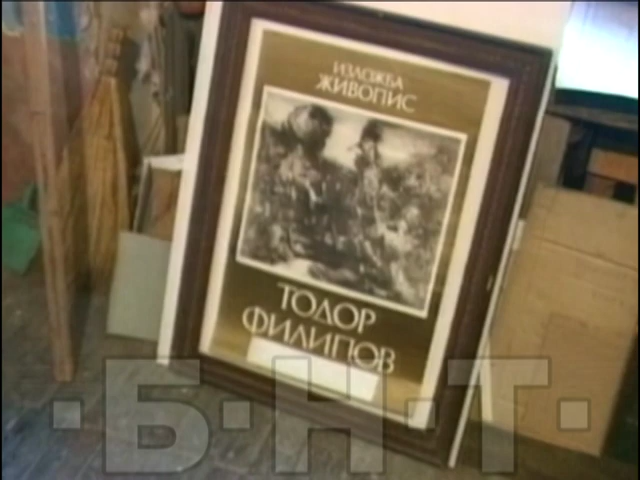 ИЗЛОЖБА
ЖИВОПИС
ТОДОР
ФИЛИПОВ
·Б·Н·Т·